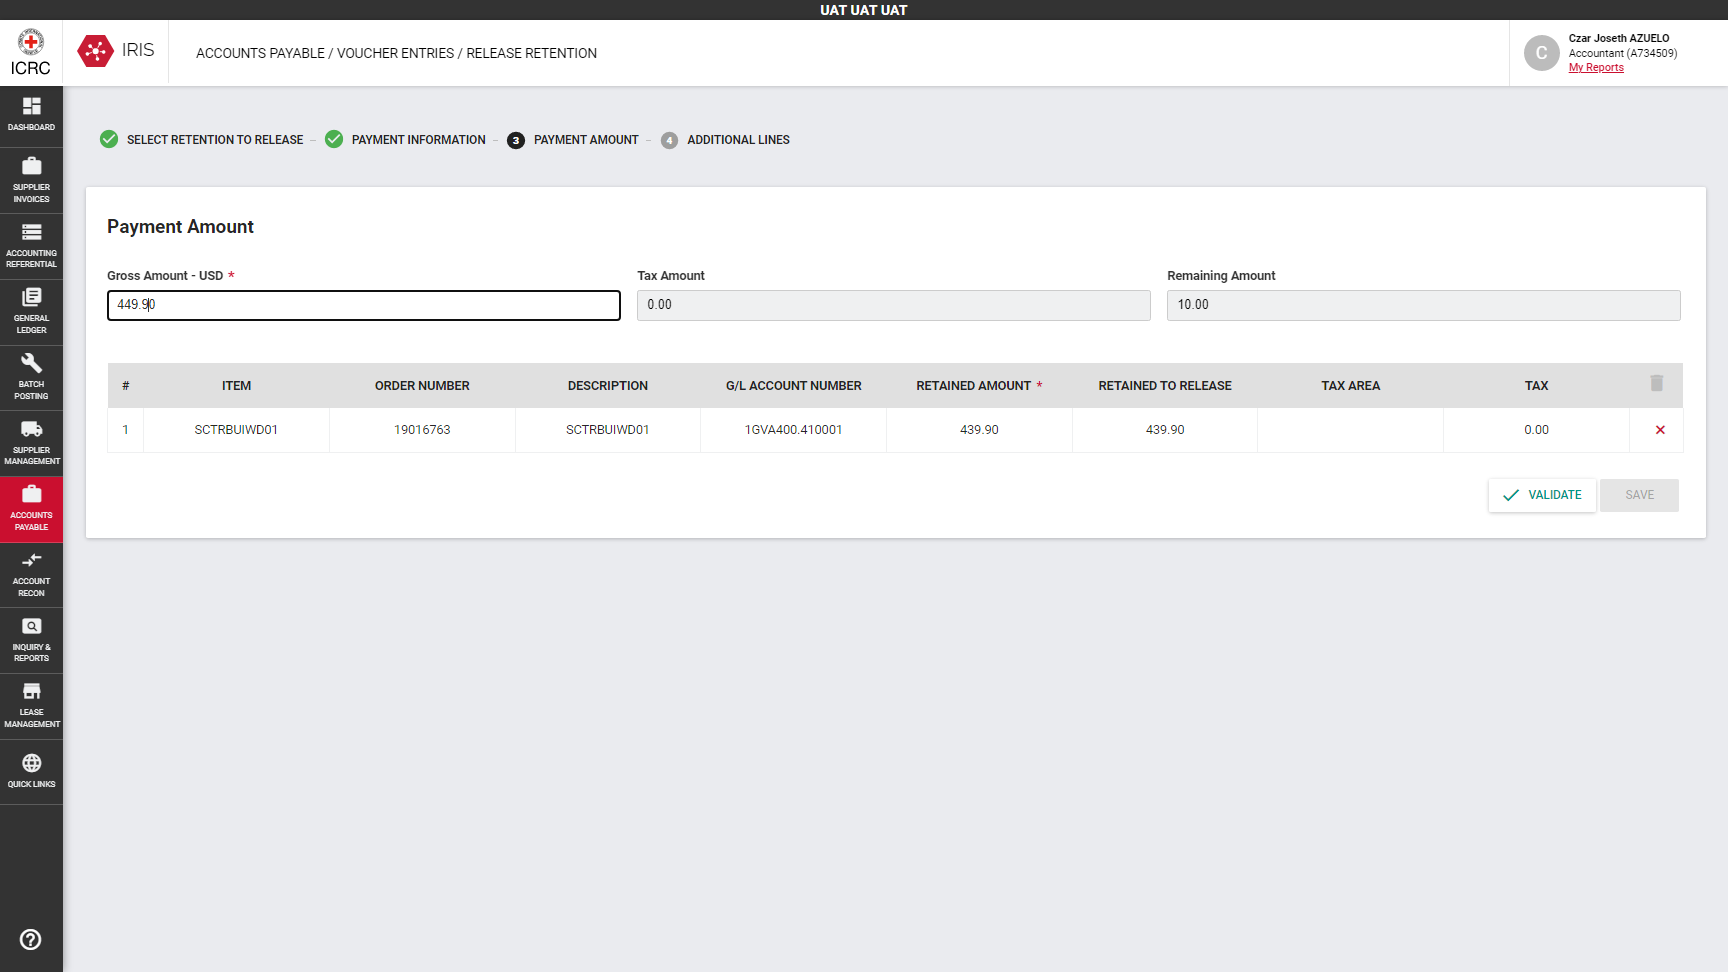 UAT UAT UAT
ICRC
IRIS
ACCOUNTS PAYABLE / VOUCHER ENTRIES / RELEASE RETENTION
C
Czar Joseth AZUELO
Accountant (A734509)
My Reports
DASHBOARD
SUPPLIER
INVOICES
ACCOUNTING
REFERENTIAL
GENERAL
LEDGER
BATCH
POSTING
SUPPLIER
MANAGEMENT
ACCOUNTS
PAYABLE
ACCOUNT
RECON
INQUIRY &
REPORTS
LEASE
MANAGEMENT
QUICK LINKS
SELECT RETENTION TO RELEASE – PAYMENT INFORMATION – 3 PAYMENT AMOUNT – 4 ADDITIONAL LINES
Payment Amount
Gross Amount - USD * Tax Amount Remaining Amount
449.90 0.00 10.00
# ITEM ORDER NUMBER DESCRIPTION G/L ACCOUNT NUMBER RETAINED AMOUNT * RETAINED TO RELEASE TAX AREA TAX
1 SCTRBUIWD01 19016763 SCTRBUIWD01 1GVA400.410001 439.90 439.90 0.00
VALIDATE SAVE